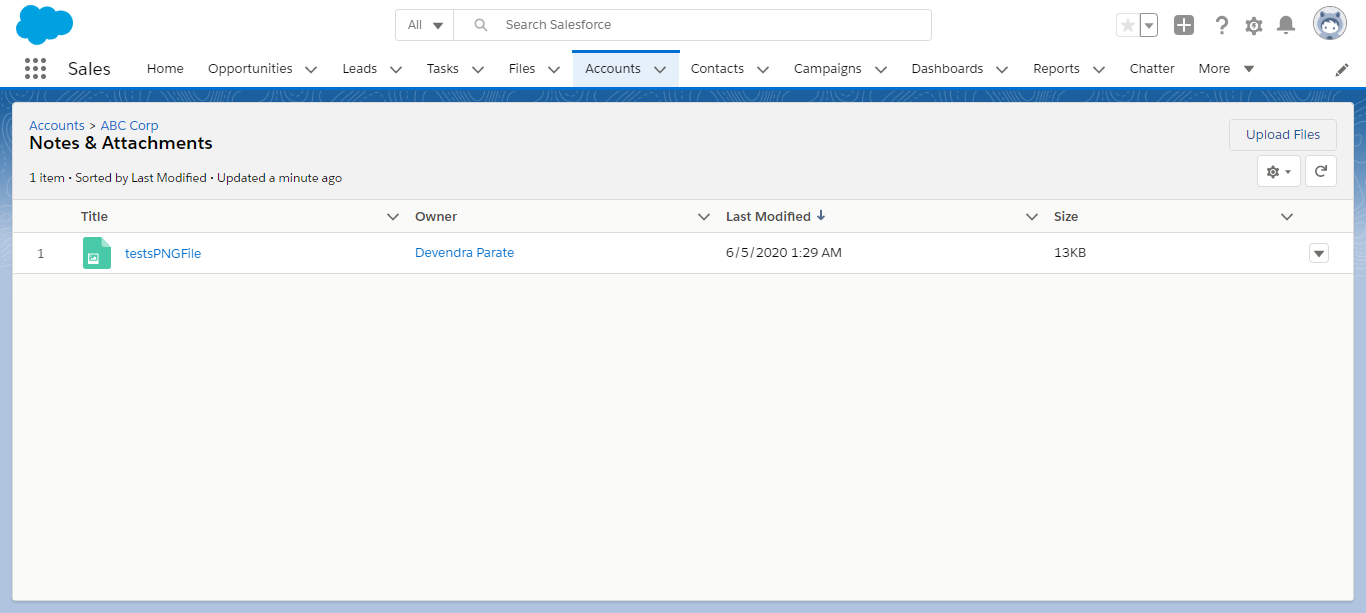 All Search Salesforce
Sales Home Opportunities Leads Tasks Files Accounts Contacts Campaigns Dashboards Reports Chatter More
Accounts > ABC Corp
Notes & Attachments
Upload Files
1 item • Sorted by Last Modified • Updated a minute ago
Title Owner Last Modified Size
1 testsPNGFile Devendra Parate 6/5/2020 1:29 AM 13KB